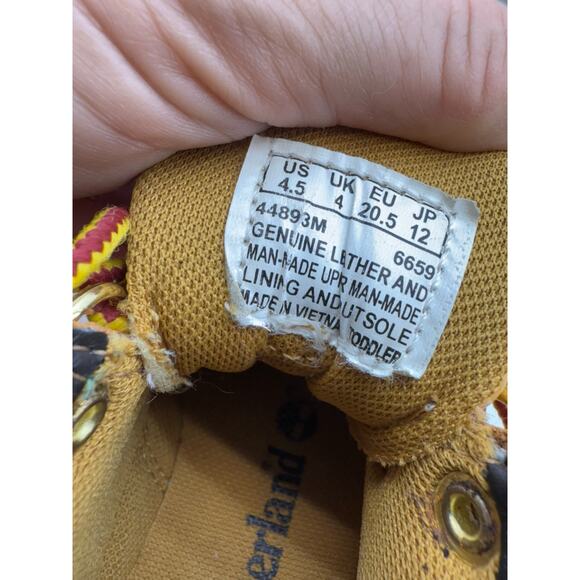 US UK EU JP
4.5 4 20.5 12
44893M 6659
GENUINE LEATHER AND
MAN-MADE UPR MAN-MADE
LINING AND OUTSOLE
MADE IN VIETNAM TODDLER
erland